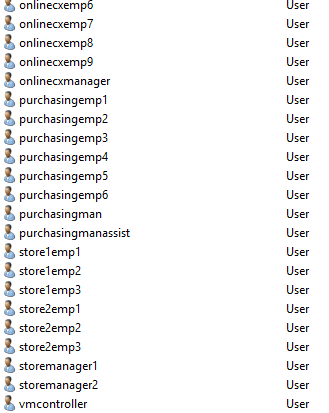 onlinecxemp6 User
onlinecxemp7 User
onlinecxemp8 User
onlinecxemp9 User
onlinecxmanager User
purchasingemp1 User
purchasingemp2 User
purchasingemp3 User
purchasingemp4 User
purchasingemp5 User
purchasingemp6 User
purchasingman User
purchasingmanassist User
store1emp1 User
store1emp2 User
store1emp3 User
store2emp1 User
store2emp2 User
store2emp3 User
storemanager1 User
storemanager2 User
vmcontroller User